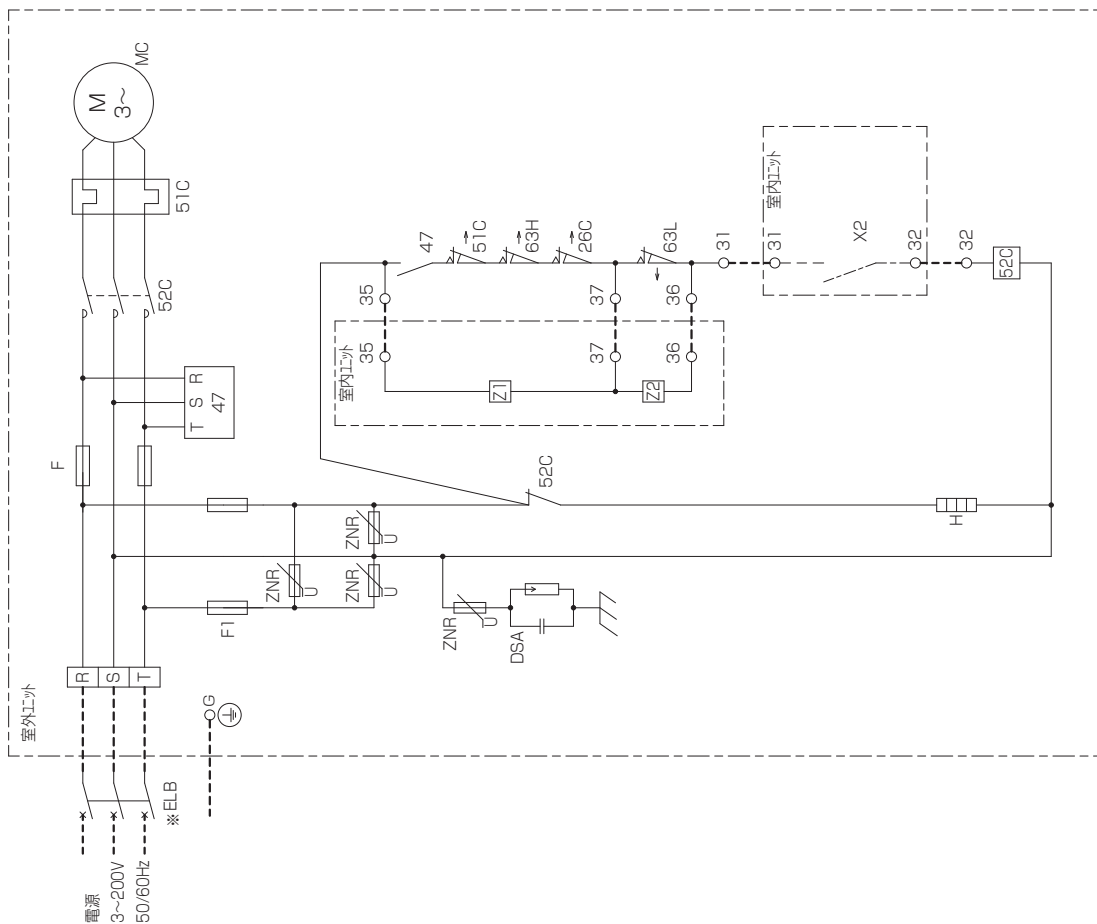 室外ユニット
電源
3～200V
50/60Hz
※ELB
R
S
T
G
F
F1
T S R
47
52C
51C
M
3～
MC
ZNR
U
ZNR
U
ZNR
U
ZNR
U
DSA
52C
H
室内ユニット
35
35
37
37
36
36
Z1
Z2
47
51C
63H
26C
63L
31
31
室内ユニット
X2
32
32
52C